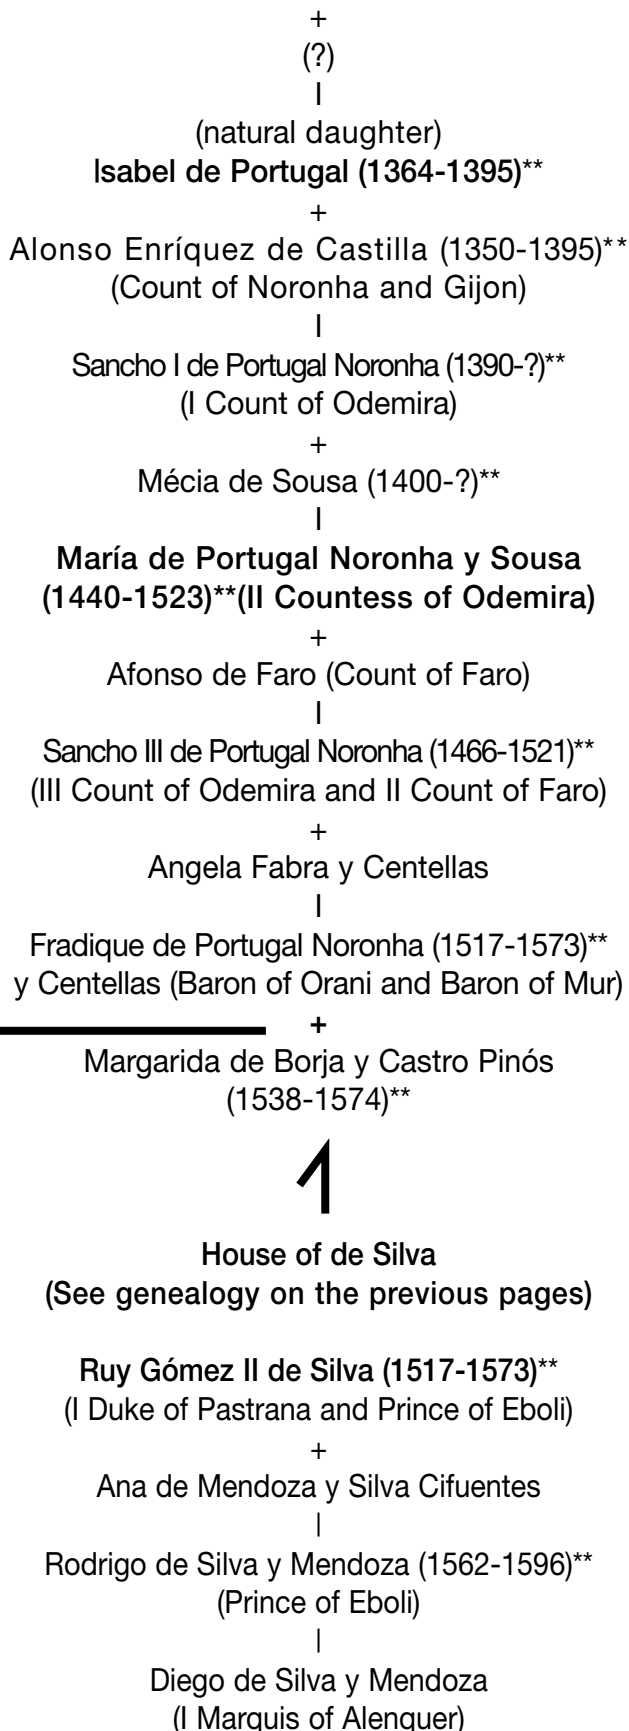 +
(?)
|
(natural daughter)
Isabel de Portugal (1364-1395)**
+
Alonso Enríquez de Castilla (1350-1395)**
(Count of Noronha and Gijon)
|
Sancho I de Portugal Noronha (1390-?)**
(I Count of Odemira)
+
Mécia de Sousa (1400-?)**
|
María de Portugal Noronha y Sousa
(1440-1523)**(II Countess of Odemira)
+
Afonso de Faro (Count of Faro)
|
Sancho III de Portugal Noronha (1466-1521)**
(III Count of Odemira and II Count of Faro)
+
Angela Fabra y Centellas
|
Fradique de Portugal Noronha (1517-1573)**
y Centellas (Baron of Orani and Baron of Mur)
+
Margarida de Borja y Castro Pinós
(1538-1574)**
House of de Silva
(See genealogy on the previous pages)
Ruy Gómez II de Silva (1517-1573)**
(I Duke of Pastrana and Prince of Eboli)
+
Ana de Mendoza y Silva Cifuentes
|
Rodrigo de Silva y Mendoza (1562-1596)**
(Prince of Eboli)
|
Diego de Silva y Mendoza
(I Marquis of Alenquer)